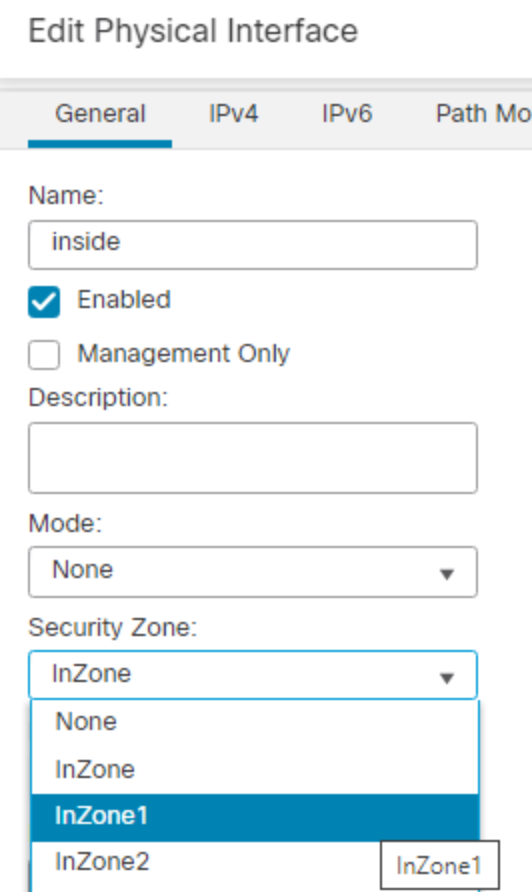 Edit Physical Interface
General IPv4 IPv6 Path Mo
Name:
inside
Enabled
Management Only
Description:
Mode:
None
Security Zone:
InZone
None
InZone
InZone1
InZone2
InZone1